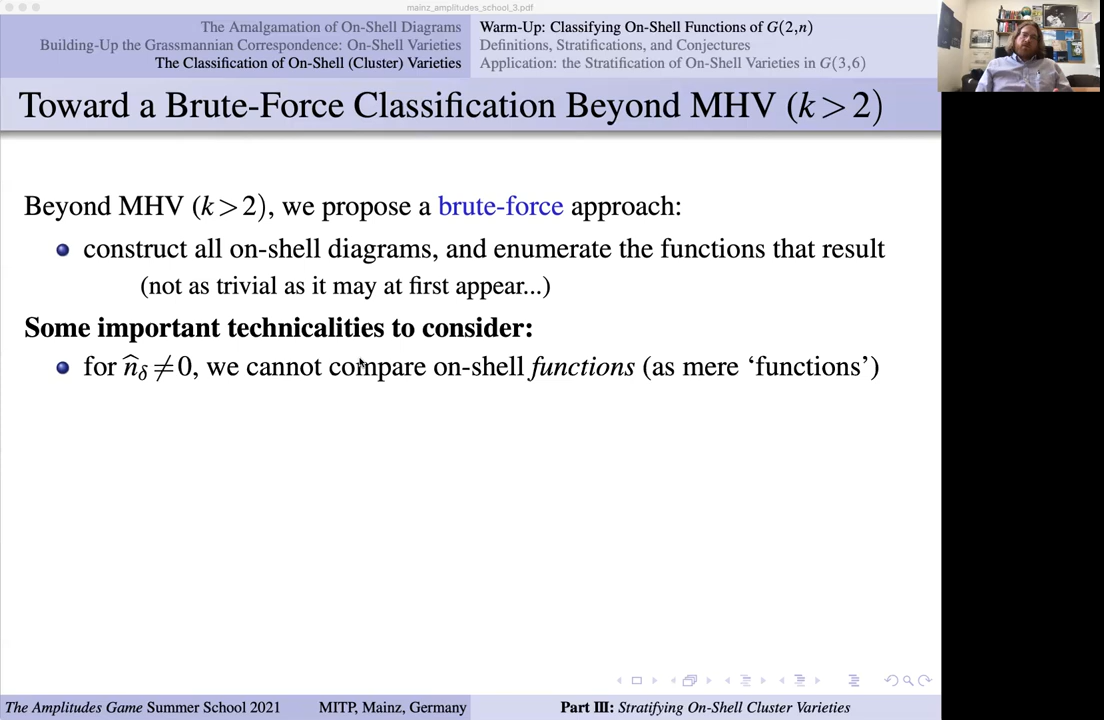 mainz_amplitudes_school_3.pdf
The Amalgamation of On-Shell Diagrams
Building-Up the Grassmannian Correspondence: On-Shell Varieties
The Classification of On-Shell (Cluster) Varieties
Warm-Up: Classifying On-Shell Functions of G(2,n)
Definitions, Stratifications, and Conjectures
Application: the Stratification of On-Shell Varieties in G(3,6)
Toward a Brute-Force Classification Beyond MHV (k>2)
Beyond MHV (k>2), we propose a brute-force approach:
construct all on-shell diagrams, and enumerate the functions that result
(not as trivial as it may at first appear...)
Some important technicalities to consider:
for n̂δ≠0, we cannot compare on-shell functions (as mere ‘functions’)
The Amplitudes Game Summer School 2021
MITP, Mainz, Germany
Part III: Stratifying On-Shell Cluster Varieties